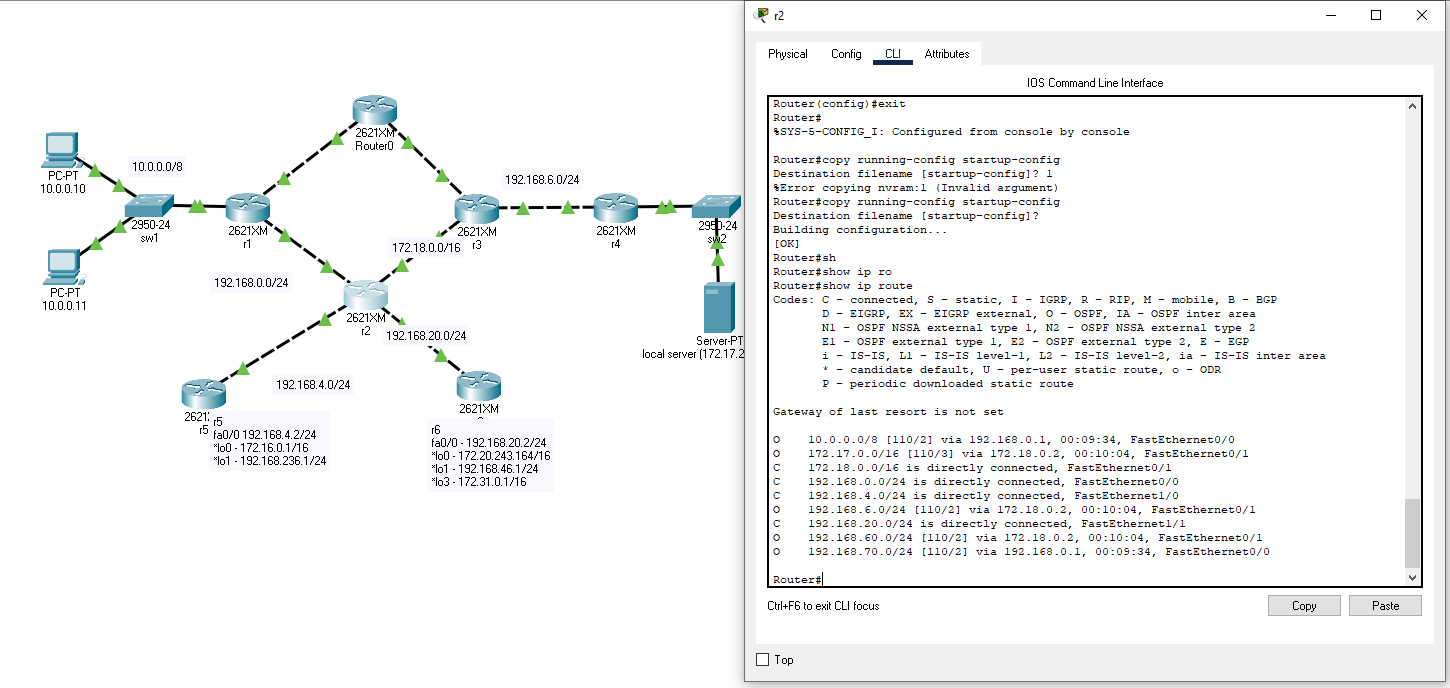 2621XM
Router0
PC-PT
10.0.0.10
10.0.0.0/8
2950-24
sw1
2621XM
r1
192.168.6.0/24
2621XM
r3
2621XM
r4
2950-24
sw2
PC-PT
10.0.0.11
192.168.0.0/24
172.18.0.0/16
2621XM
r2
192.168.20.0/24
Server-PT
local server (172.17.2
192.168.4.0/24
2621
r5
r5
fa0/0 192.168.4.2/24
*lo0 - 172.16.0.1/16
*lo1 - 192.168.236.1/24
2621XM
r6
fa0/0 - 192.168.20.2/24
*lo0 - 172.20.243.164/16
*lo1 - 192.168.46.1/24
*lo3 - 172.31.0.1/16
r2
Physical Config CLI Attributes
IOS Command Line Interface
Router(config)#exit
Router#
%SYS-5-CONFIG_I: Configured from console by console
Router#copy running-config startup-config
Destination filename [startup-config]? l
%Error copying nvram:l (Invalid argument)
Router#copy running-config startup-config
Destination filename [startup-config]?
Building configuration...
[OK]
Router#sh
Router#show ip ro
Router#show ip route
Codes: C - connected, S - static, I - IGRP, R - RIP, M - mobile, B - BGP
D - EIGRP, EX - EIGRP external, O - OSPF, IA - OSPF inter area
N1 - OSPF NSSA external type 1, N2 - OSPF NSSA external type 2
E1 - OSPF external type 1, E2 - OSPF external type 2, E - EGP
i - IS-IS, L1 - IS-IS level-1, L2 - IS-IS level-2, ia - IS-IS inter area
* - candidate default, U - per-user static route, o - ODR
P - periodic downloaded static route
Gateway of last resort is not set
O 10.0.0.0/8 [110/2] via 192.168.0.1, 00:09:34, FastEthernet0/0
O 172.17.0.0/16 [110/3] via 172.18.0.2, 00:10:04, FastEthernet0/1
C 172.18.0.0/16 is directly connected, FastEthernet0/1
C 192.168.0.0/24 is directly connected, FastEthernet0/0
C 192.168.4.0/24 is directly connected, FastEthernet1/0
O 192.168.6.0/24 [110/2] via 172.18.0.2, 00:10:04, FastEthernet0/1
C 192.168.20.0/24 is directly connected, FastEthernet1/1
O 192.168.60.0/24 [110/2] via 172.18.0.2, 00:10:04, FastEthernet0/1
O 192.168.70.0/24 [110/2] via 192.168.0.1, 00:09:34, FastEthernet0/0
Router#
Ctrl+F6 to exit CLI focus
Copy Paste
Top